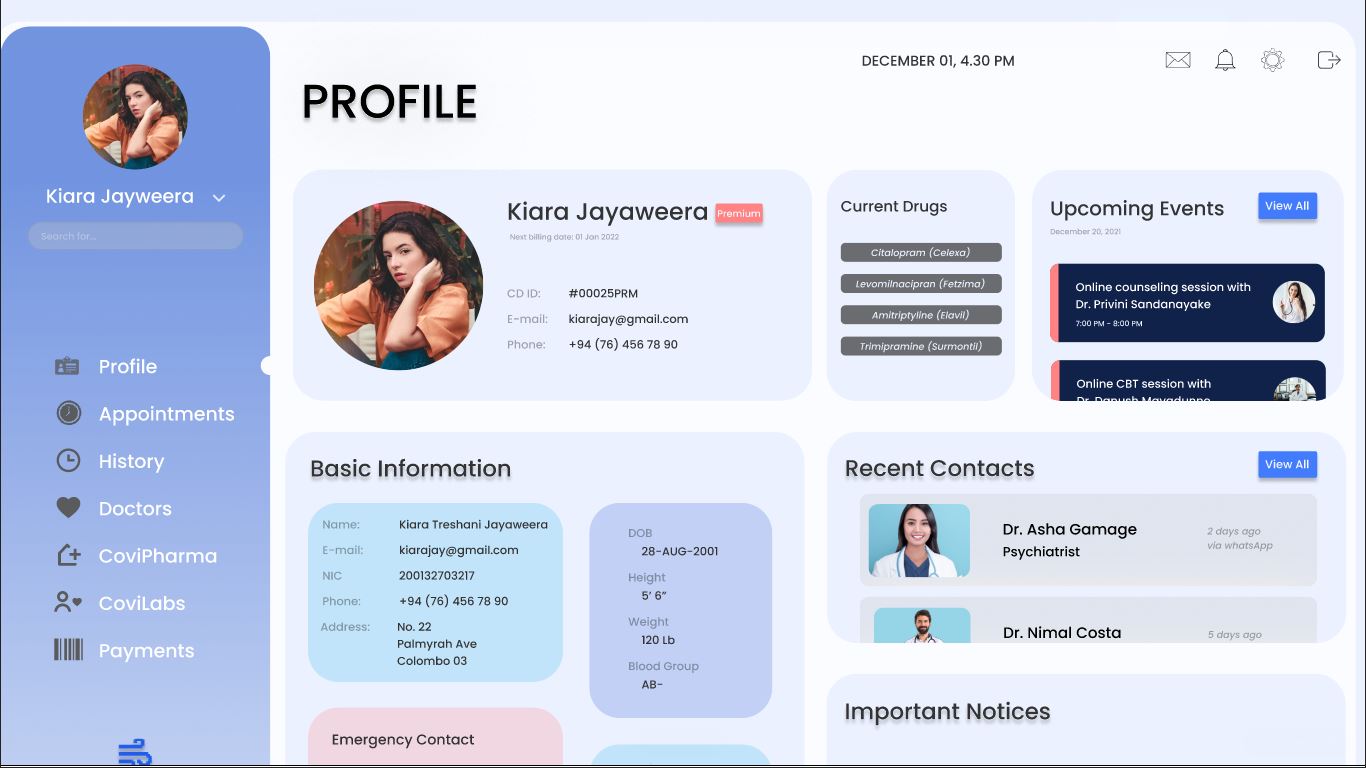 Kiara Jayweera
Search for...
Profile
Appointments
History
Doctors
CoviPharma
CoviLabs
Payments
DECEMBER 01, 4.30 PM
PROFILE
Kiara Jayaweera
Premium
Next billing date: 01 Jan 2022
CD ID: #00025PRM
E-mail: kiarajay@gmail.com
Phone: +94 (76) 456 78 90
Current Drugs
Citalopram (Celexa)
Levomilnacipran (Fetzima)
Amitriptyline (Elavil)
Trimipramine (Surmontil)
Upcoming Events
View All
December 20, 2021
Online counseling session with
Dr. Privini Sandanayake
7:00 PM - 8:00 PM
Online CBT session with
Dr. Danush Mayadunne
Basic Information
Name: Kiara Treshani Jayaweera
E-mail: kiarajay@gmail.com
NIC 200132703217
Phone: +94 (76) 456 78 90
Address: No. 22
Palmyrah Ave
Colombo 03
DOB
28-AUG-2001
Height
5’ 6”
Weight
120 Lb
Blood Group
AB-
Emergency Contact
Recent Contacts
View All
Dr. Asha Gamage
Psychiatrist
2 days ago
via whatsApp
Dr. Nimal Costa
5 days ago
Important Notices